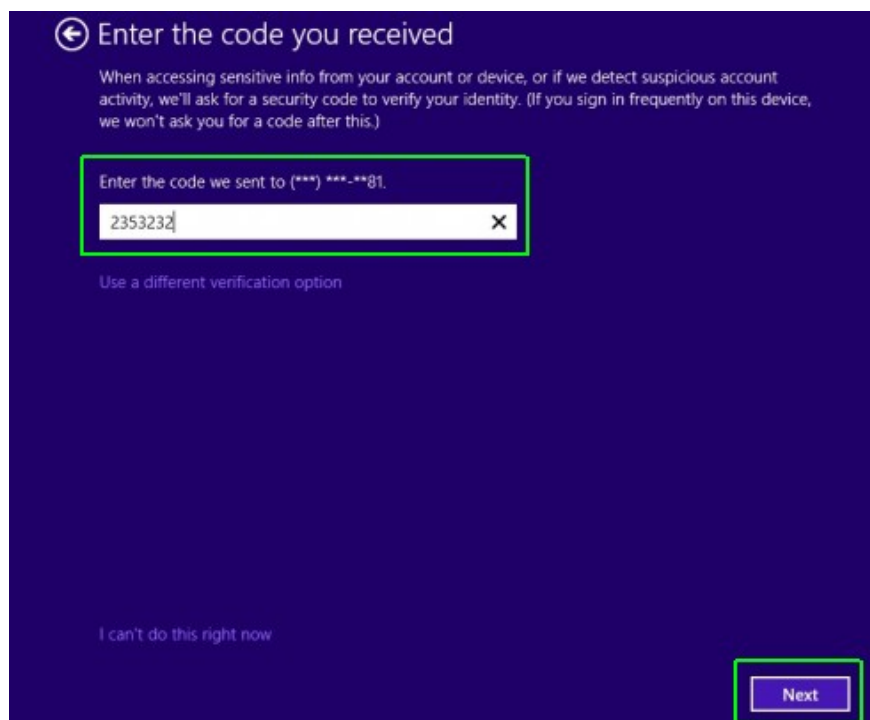 Enter the code you received
When accessing sensitive info from your account or device, or if we detect suspicious account
activity, we'll ask for a security code to verify your identity. (If you sign in frequently on this device,
we won't ask you for a code after this.)
Enter the code we sent to (***) ***-**81.
2353232
Use a different verification option
I can't do this right now
Next